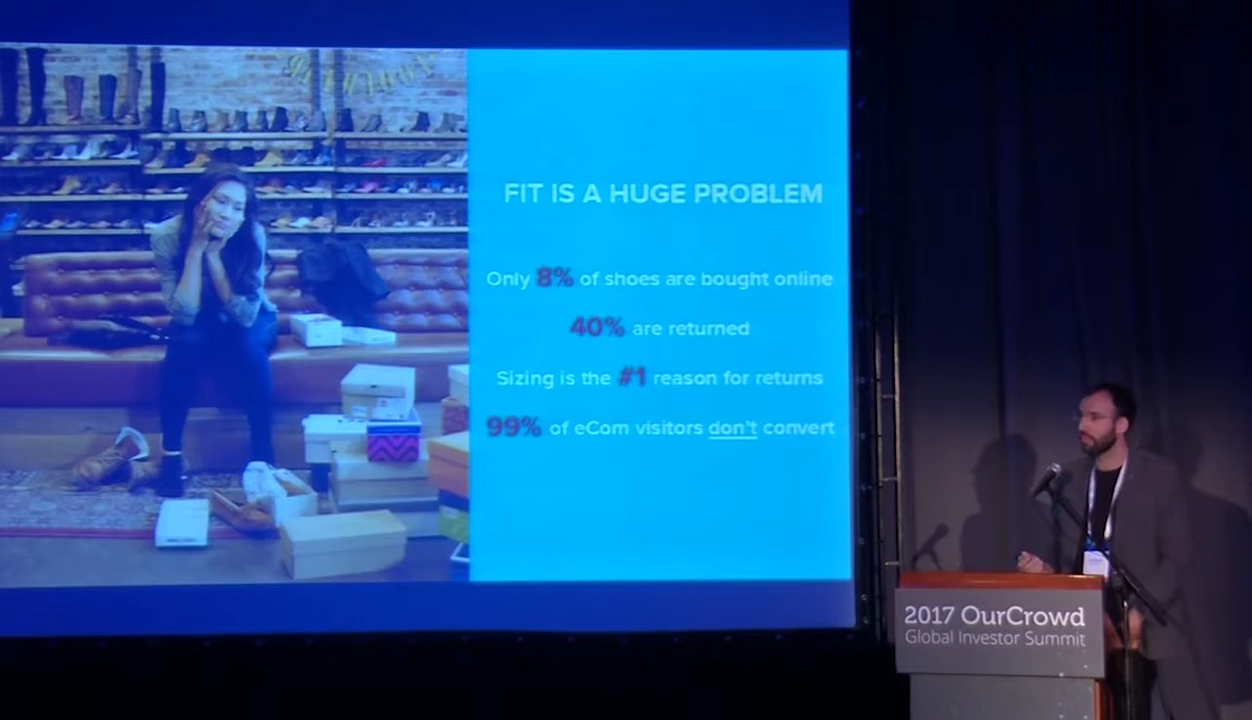 FIT IS A HUGE PROBLEM
Only 8% of shoes are bought online
40% are returned
Sizing is the #1 reason for returns
99% of eCom visitors don't convert
2017 OurCrowd
Global Investor Summit